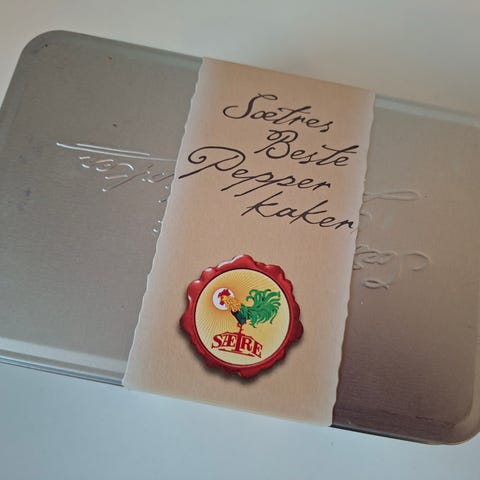 Sætres
Beste
Pepper
kaker
SÆTRE